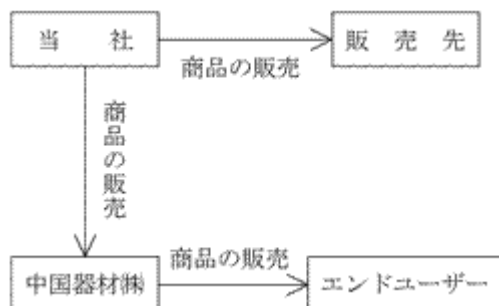 当 社
販 売 先
商品の販売
商品の販売
中国器材㈱
商品の販売
エンドユーザー